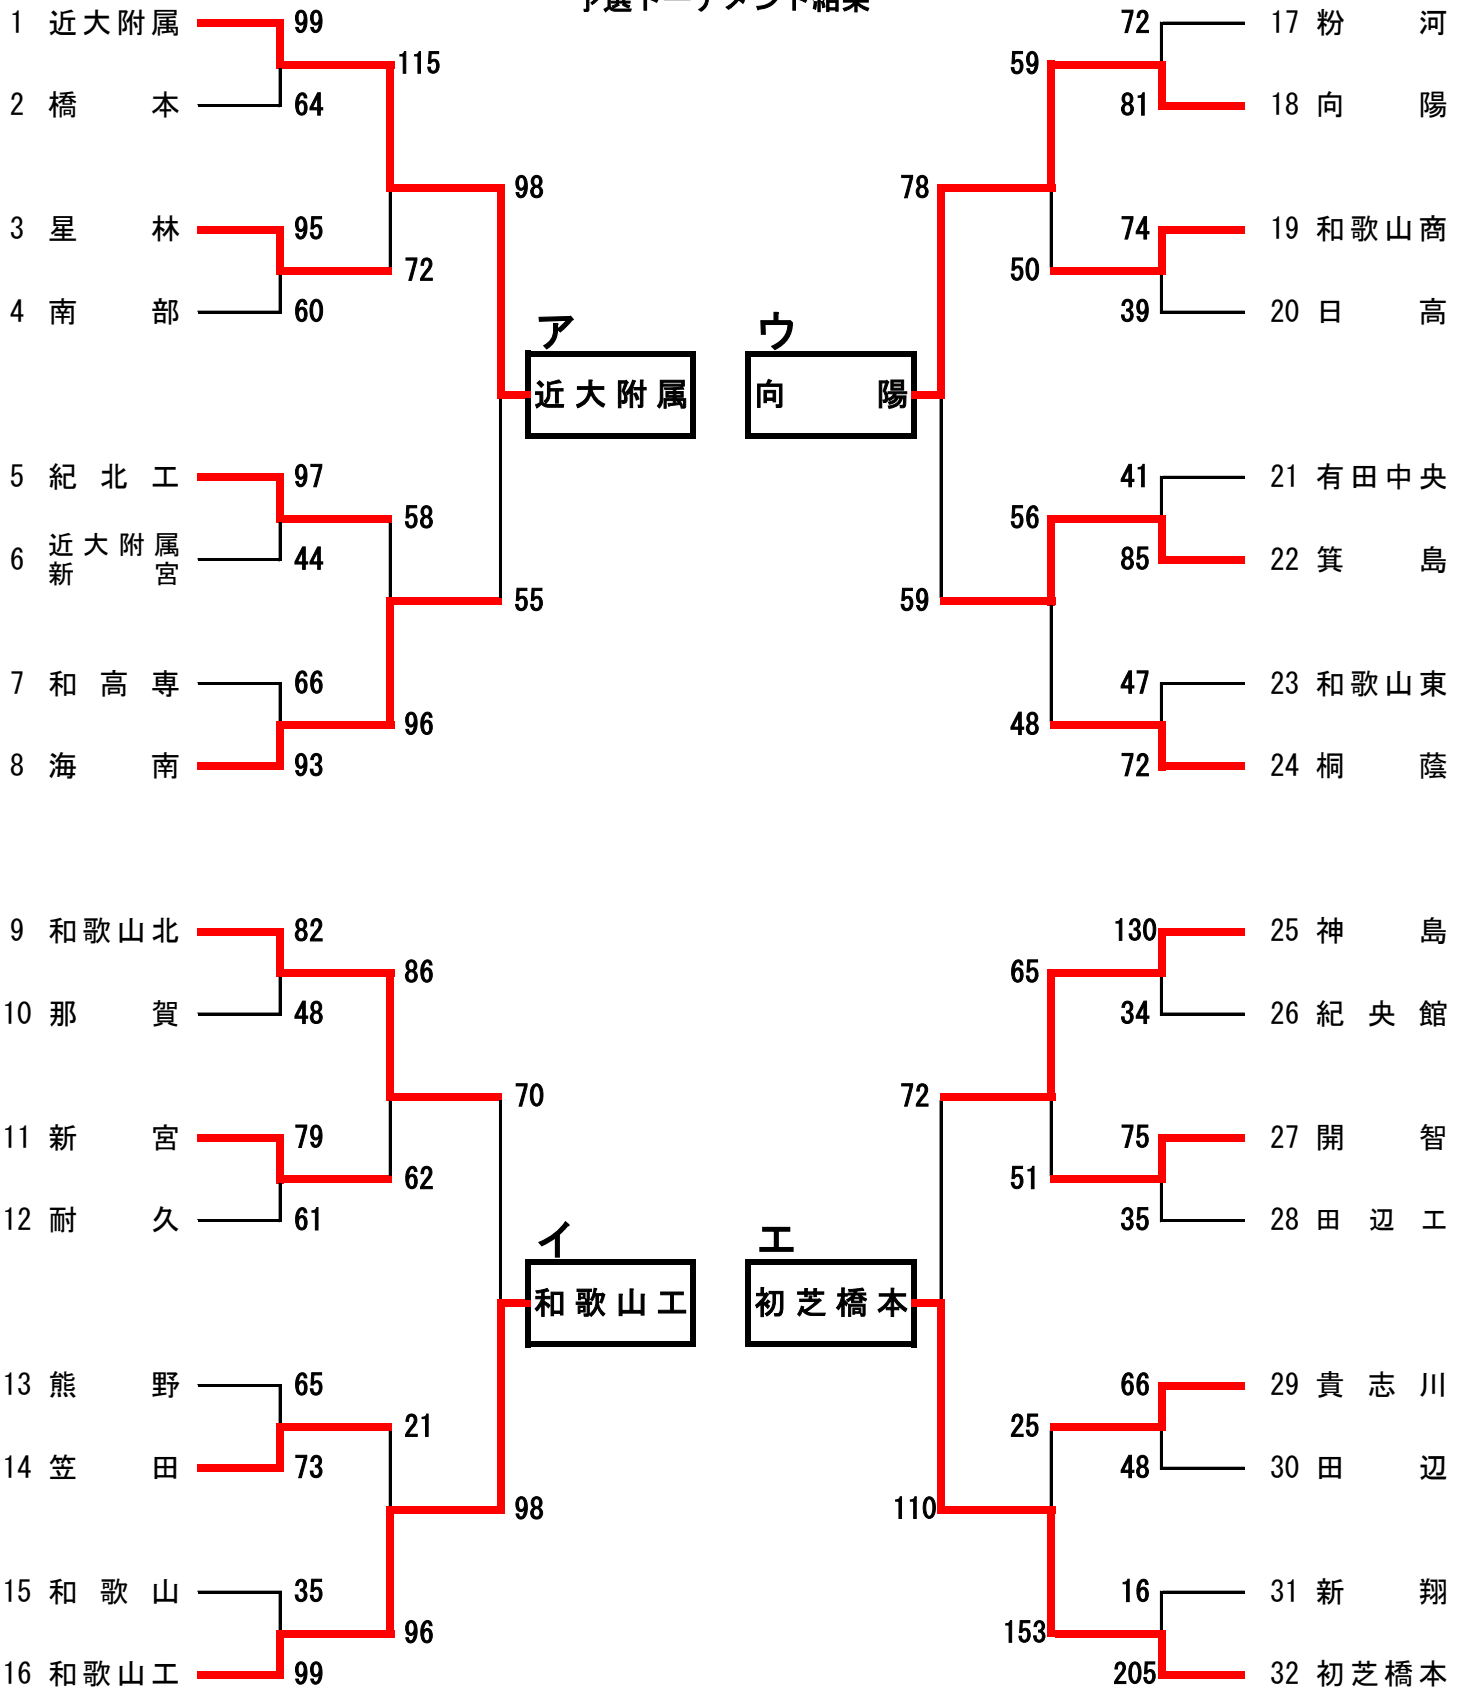 予選トーナメント結果
1 近大附属 99
115
2 橋本 64
98
3 星林 95
72
4 南部 60
ア
近大附属
5 紀北工 97
58
6 近大附属新宮 44
55
7 和高専 66
96
8 海南 93
9 和歌山北 82
86
10 那賀 48
70
11 新宮 79
62
12 耐久 61
イ
和歌山工
13 熊野 65
21
14 笠田 73
98
15 和歌山 35
96
16 和歌山工 99
72 17 粉河
59
81 18 向陽
78
74 19 和歌山商
50
39 20 日高
ウ
向陽
41 21 有田中央
56
85 22 箕島
59
47 23 和歌山東
48
72 24 桐蔭
130 25 神島
65
34 26 紀央館
72
75 27 開智
51
35 28 田辺工
エ
初芝橋本
66 29 貴志川
25
48 30 田辺
110
16 31 新翔
153
205 32 初芝橋本